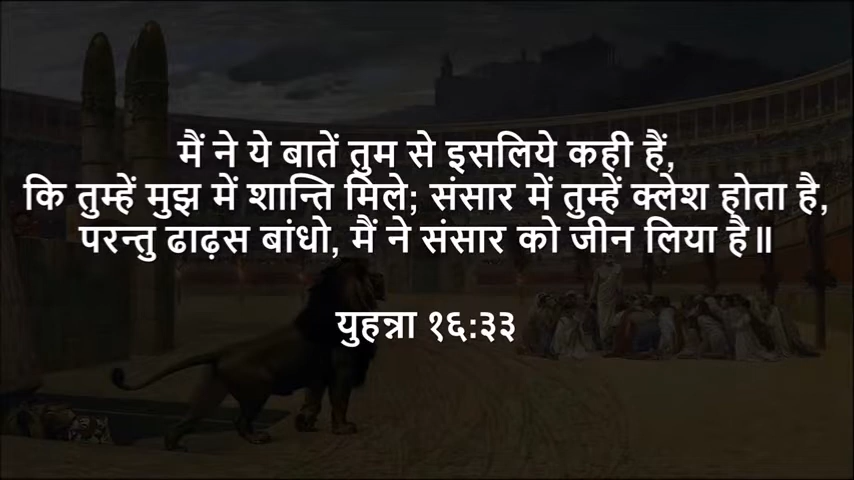 मैं ने ये बातें तुम से इसलिये कही हैं,
कि तुम्हें मुझ में शान्ति मिले; संसार में तुम्हें क्लेश होता है,
परन्तु ढाढ़स बांधो, मैं ने संसार को जीन लिया है॥
युहन्ना १६:३३